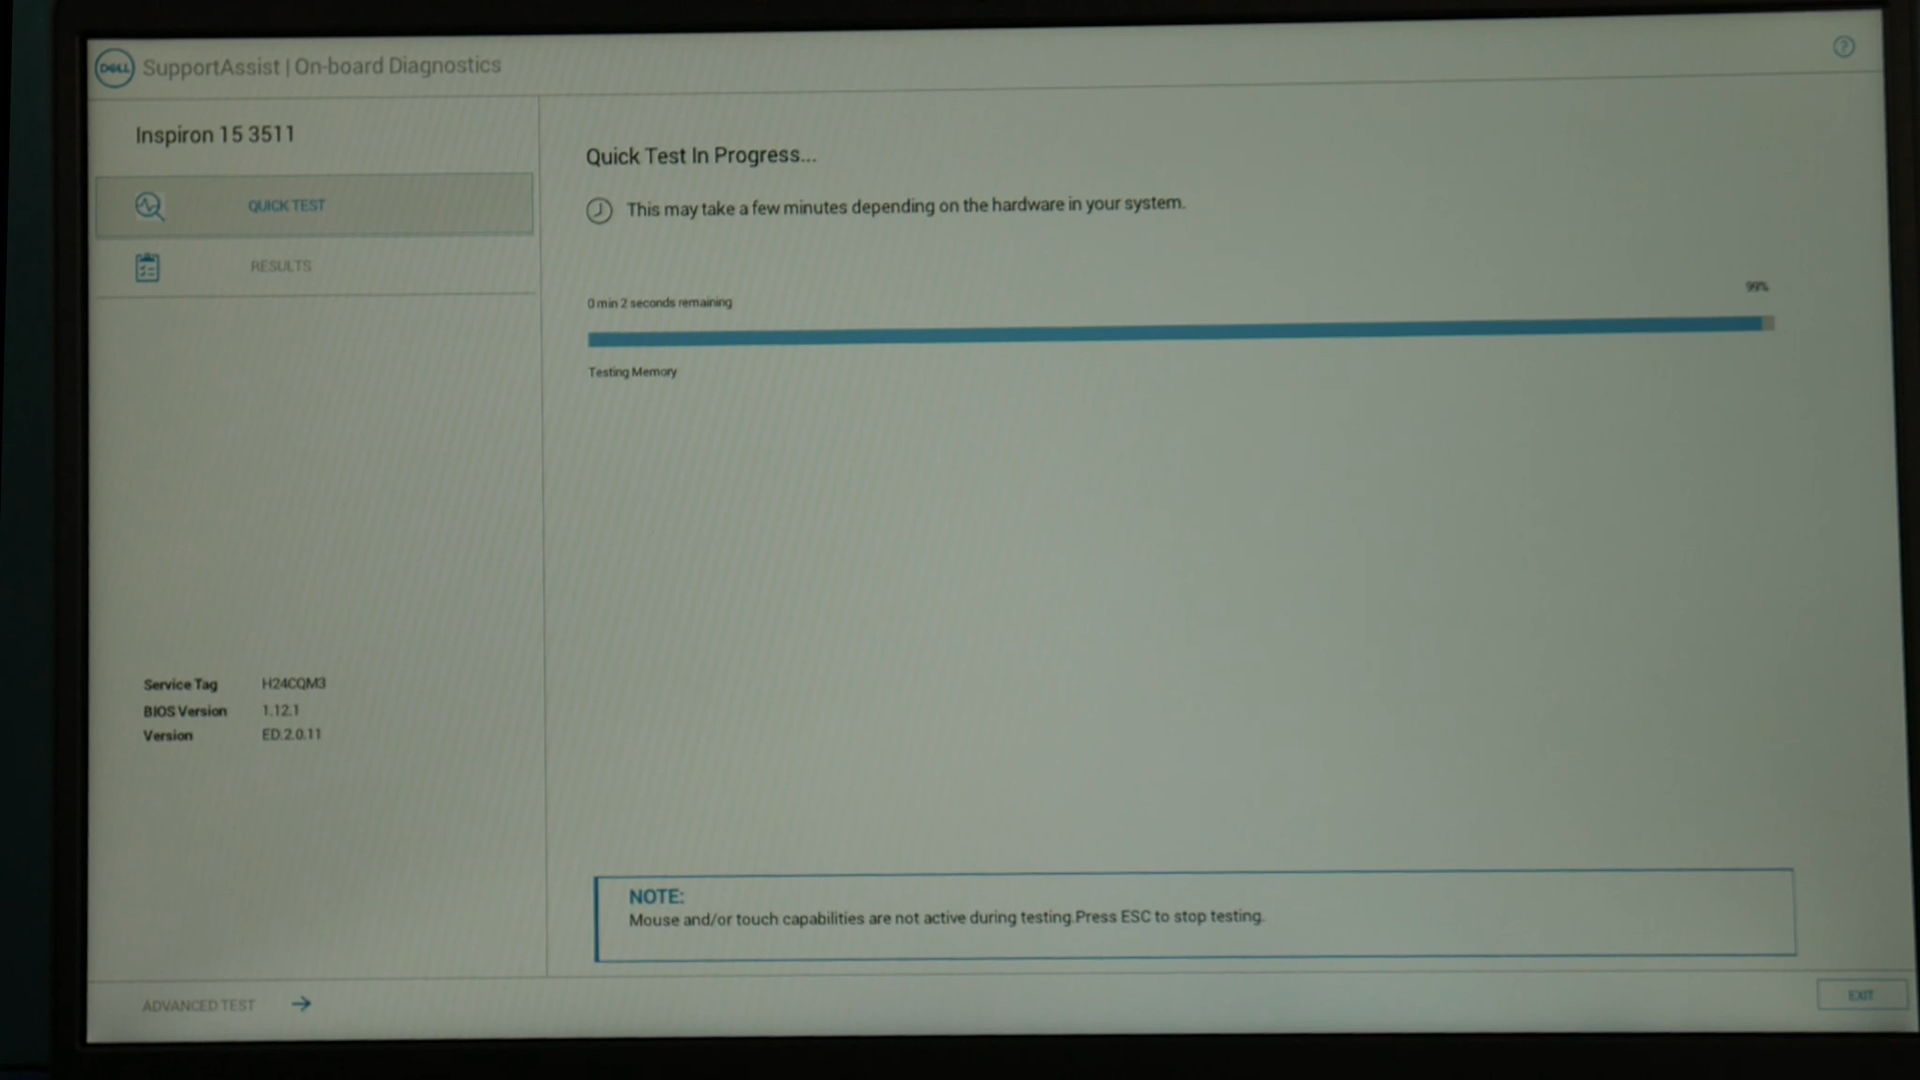 DELL SupportAssist | On-board Diagnostics
Inspiron 15 3511
QUICK TEST
RESULTS
Quick Test In Progress...
This may take a few minutes depending on the hardware in your system.
0 min 2 seconds remaining
99%
Testing Memory
Service Tag H24CQM3
BIOS Version 1.12.1
Version ED.2.0.11
NOTE:
Mouse and/or touch capabilities are not active during testing.Press ESC to stop testing.
ADVANCED TEST
EXIT